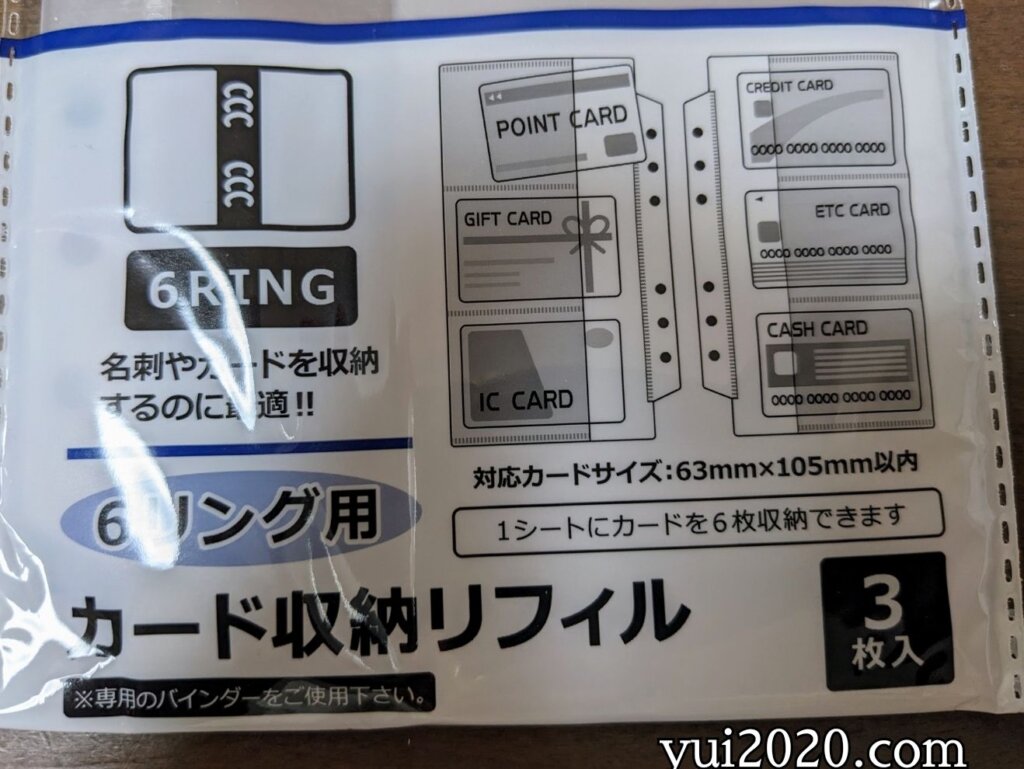 6RING
名刺やカードを収納
するのに最適!!
6リング用
カード収納リフィル
※専用のバインダーをご使用下さい。
POINT CARD
GIFT CARD
IC CARD
CREDIT CARD
0000 0000 0000 0000
ETC CARD
0000 0000 0000 0000
CASH CARD
0000 0000 0000 0000
対応カードサイズ:63mm×105mm以内
1シートにカードを6枚収納できます
3
枚入
yui2020.com